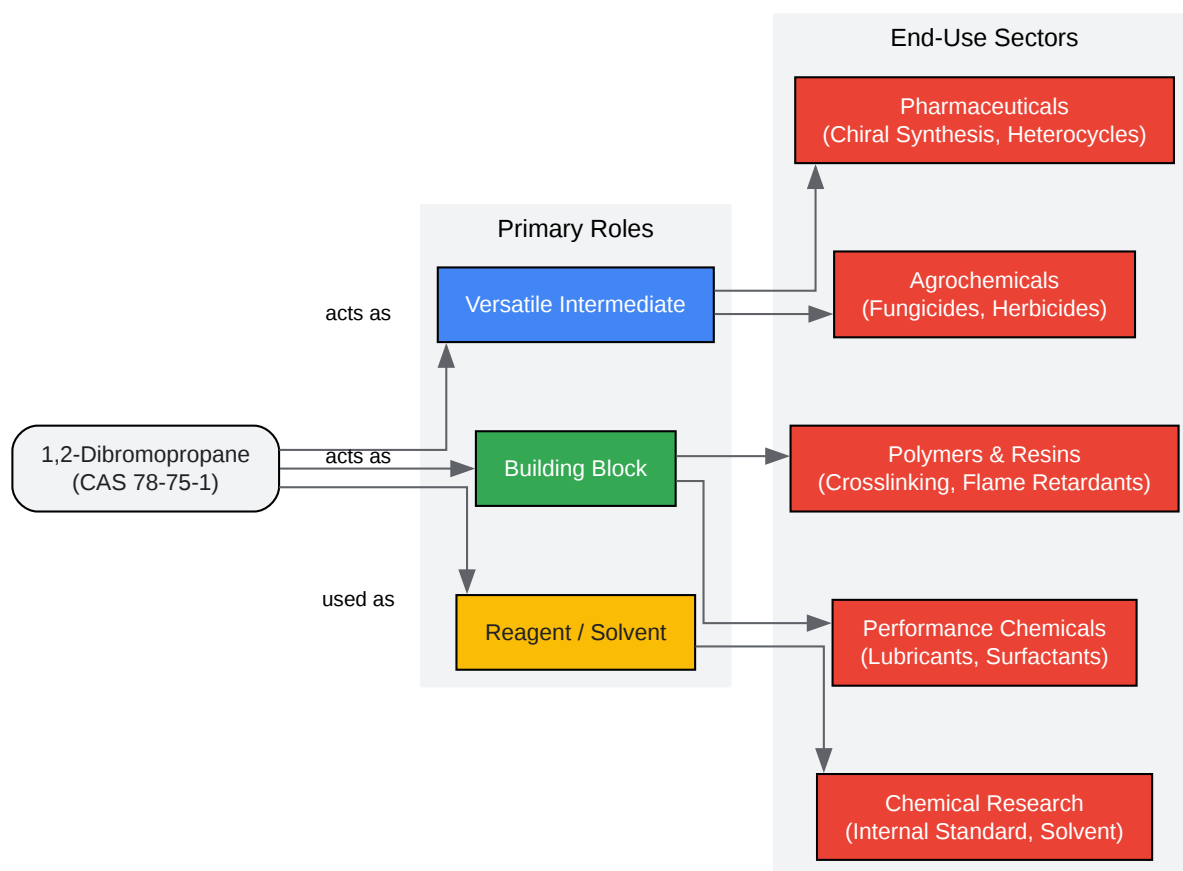 End-Use Sectors
Pharmaceuticals
(Chiral Synthesis, Heterocycles)
Primary Roles
Agrochemicals
(Fungicides, Herbicides)
Versatile Intermediate
acts as
1,2-Dibromopropane
(CAS 78-75-1)
acts as
Building Block
Polymers & Resins
(Crosslinking, Flame Retardants)
used as
Reagent / Solvent
Performance Chemicals
(Lubricants, Surfactants)
Chemical Research
(Internal Standard, Solvent)